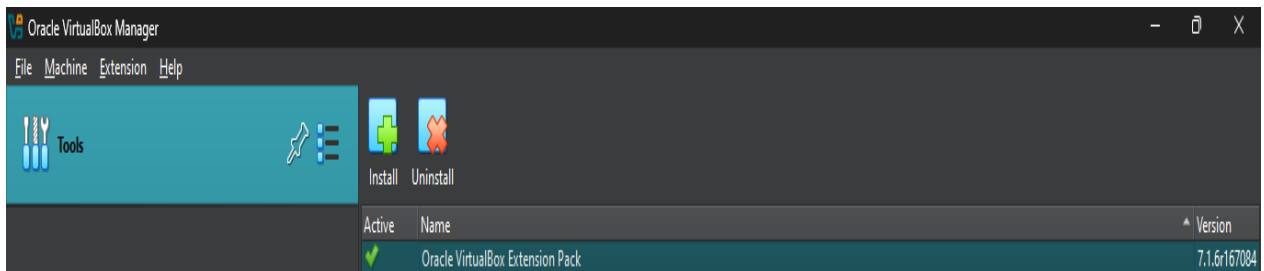 Oracle VirtualBox Manager
File Machine Extension Help
Tools
Install Uninstall
Active Name Version
Oracle VirtualBox Extension Pack 7.1.6r167084